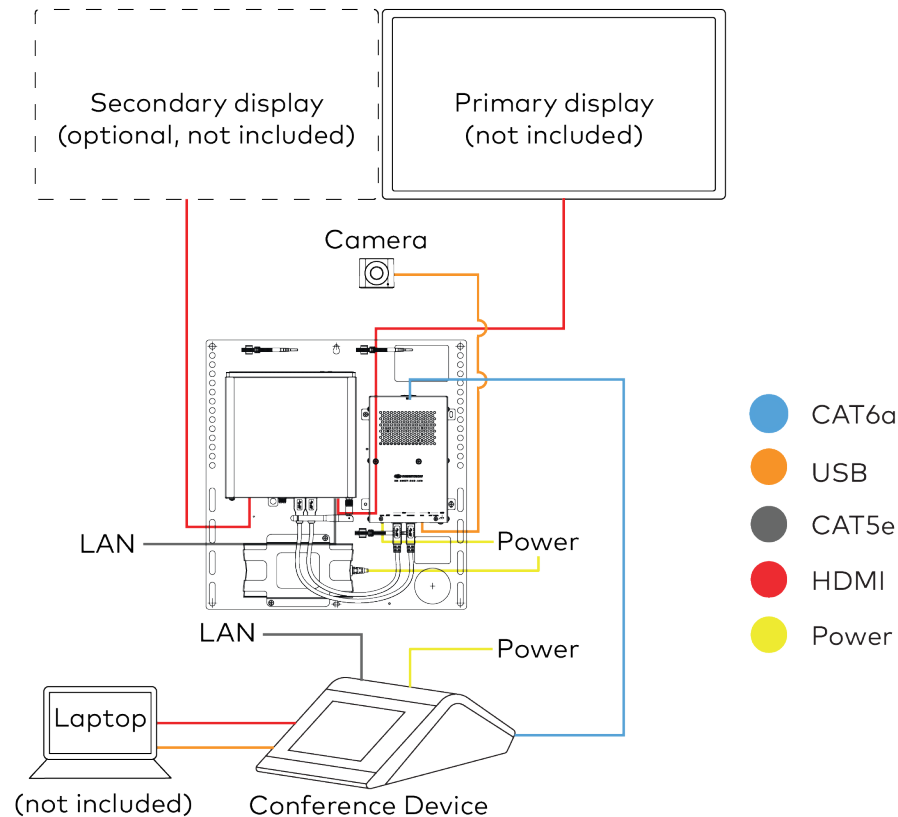 Secondary display
(optional, not included)
Primary display
(not included)
Camera
CAT6a
USB
CAT5e
HDMI
Power
LAN
Power
LAN
Power
Laptop
(not included)
Conference Device